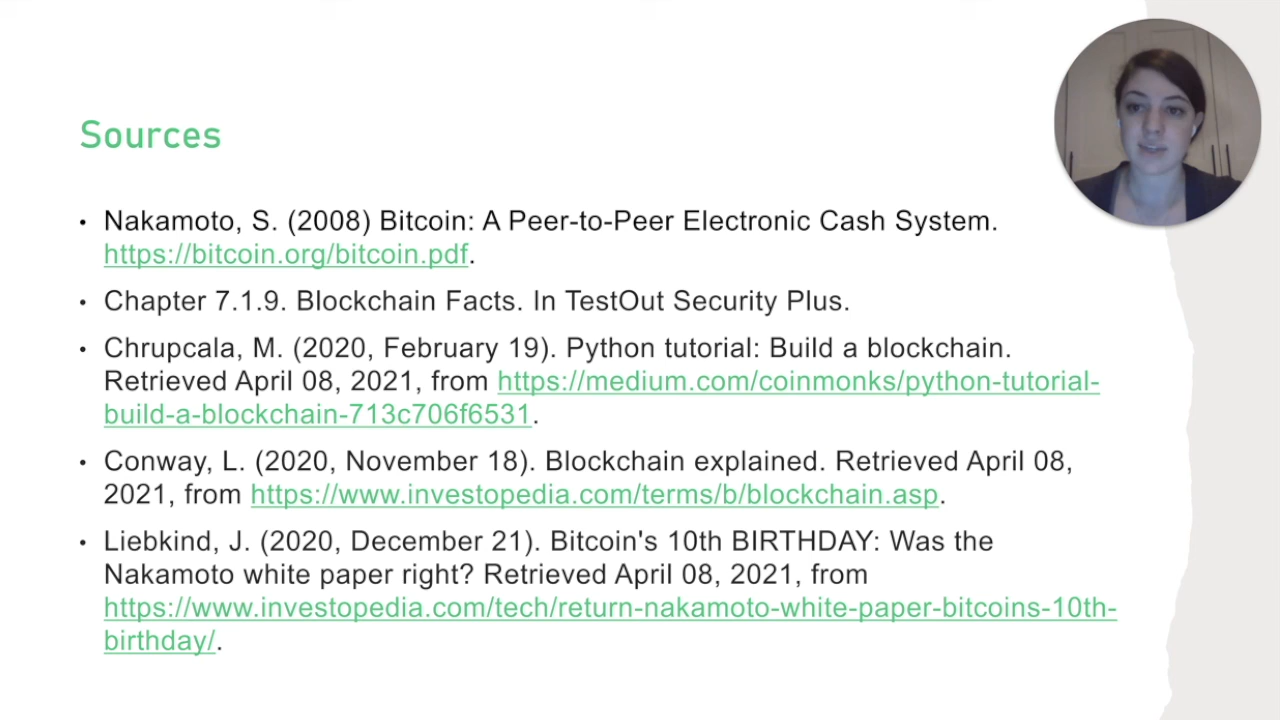 Sources
• Nakamoto, S. (2008) Bitcoin: A Peer-to-Peer Electronic Cash System.
https://bitcoin.org/bitcoin.pdf.
• Chapter 7.1.9. Blockchain Facts. In TestOut Security Plus.
• Chrupcala, M. (2020, February 19). Python tutorial: Build a blockchain.
Retrieved April 08, 2021, from https://medium.com/coinmonks/python-tutorial-
build-a-blockchain-713c706f6531.
• Conway, L. (2020, November 18). Blockchain explained. Retrieved April 08,
2021, from https://www.investopedia.com/terms/b/blockchain.asp.
• Liebkind, J. (2020, December 21). Bitcoin's 10th BIRTHDAY: Was the
Nakamoto white paper right? Retrieved April 08, 2021, from
https://www.investopedia.com/tech/return-nakamoto-white-paper-bitcoins-10th-
birthday/.